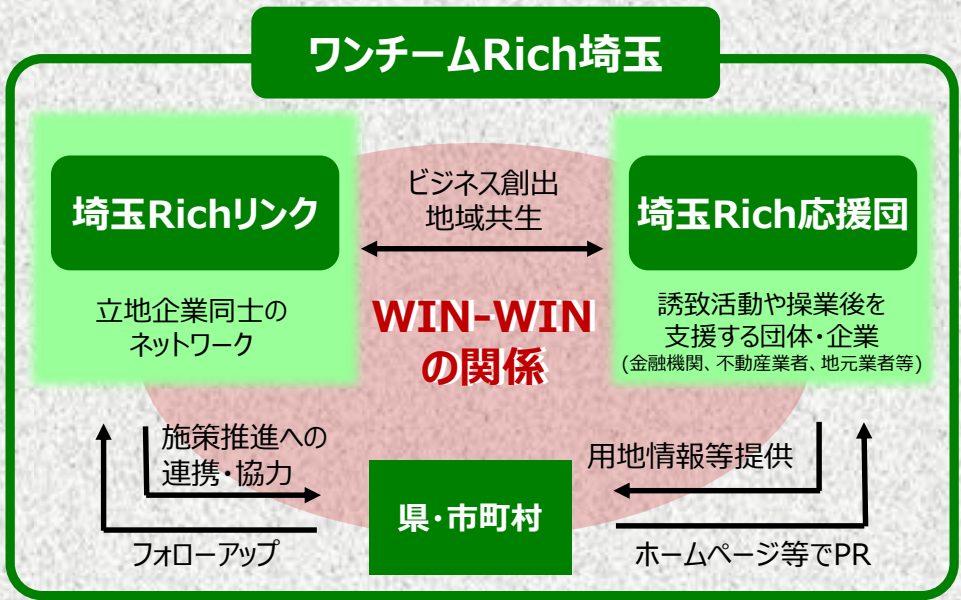 ワンチームRich埼玉
埼玉Richリンク
立地企業同士の
ネットワーク
ビジネス創出
地域共生
WIN-WIN
の関係
埼玉Rich応援団
誘致活動や操業後を
支援する団体・企業
(金融機関、不動産業者、地元業者等)
施策推進への
連携・協力
フォローアップ
県・市町村
用地情報等提供
ホームページ等でPR